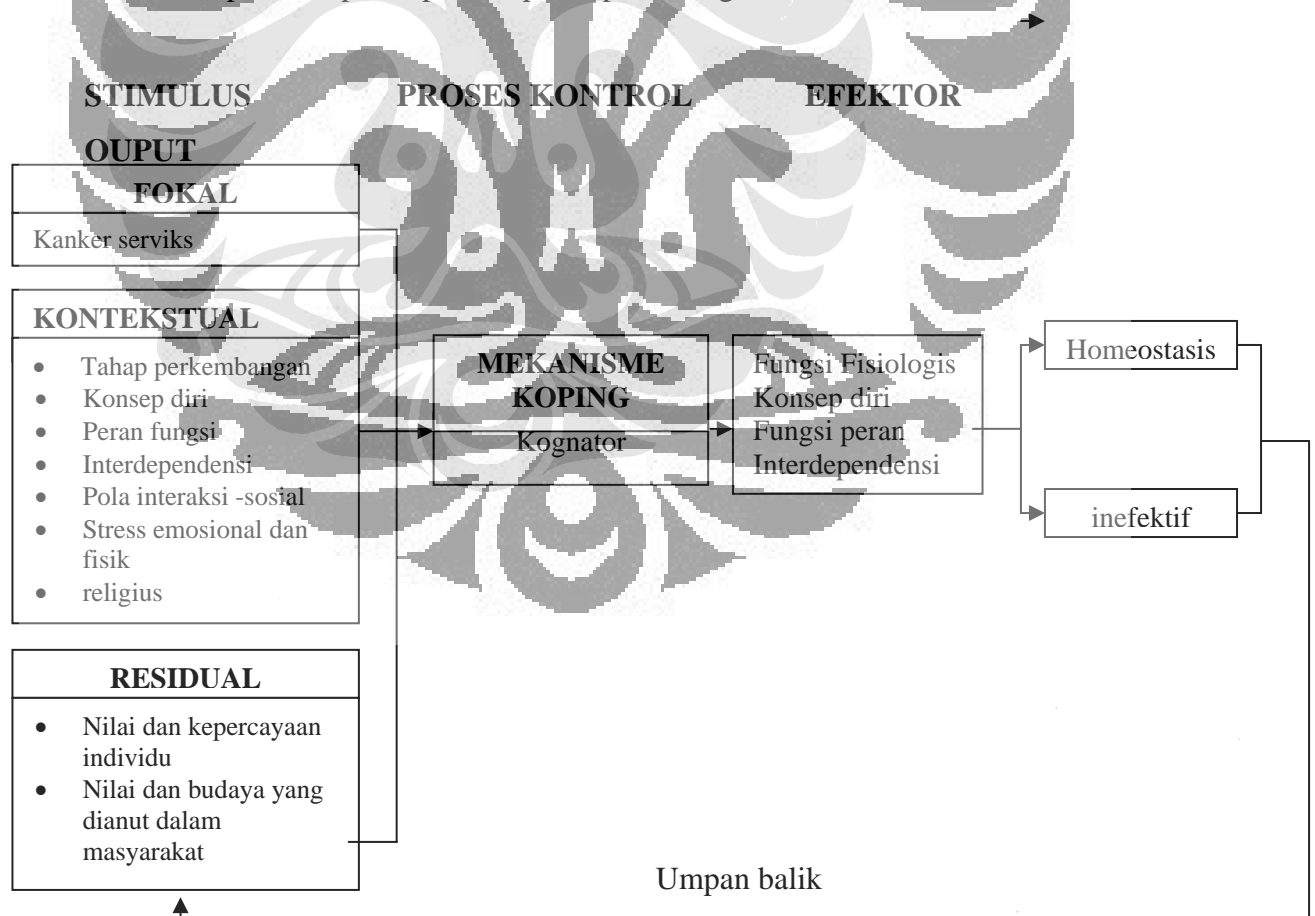 STIMULUS PROSES KONTROL EFEKTOR
OUPUT
FOKAL
Kanker serviks
KONTEKSTUAL
• Tahap perkembangan
• Konsep diri
• Peran fungsi
• Interdependensi
• Pola interaksi -sosial
• Stress emosional dan
fisik
• religius
RESIDUAL
• Nilai dan kepercayaan
individu
• Nilai dan budaya yang
dianut dalam
masyarakat
MEKANISME
KOPING
Kognator
Fungsi Fisiologis
Konsep diri
Fungsi peran
Interdependensi
Homeostasis
inefektif
Umpan balik